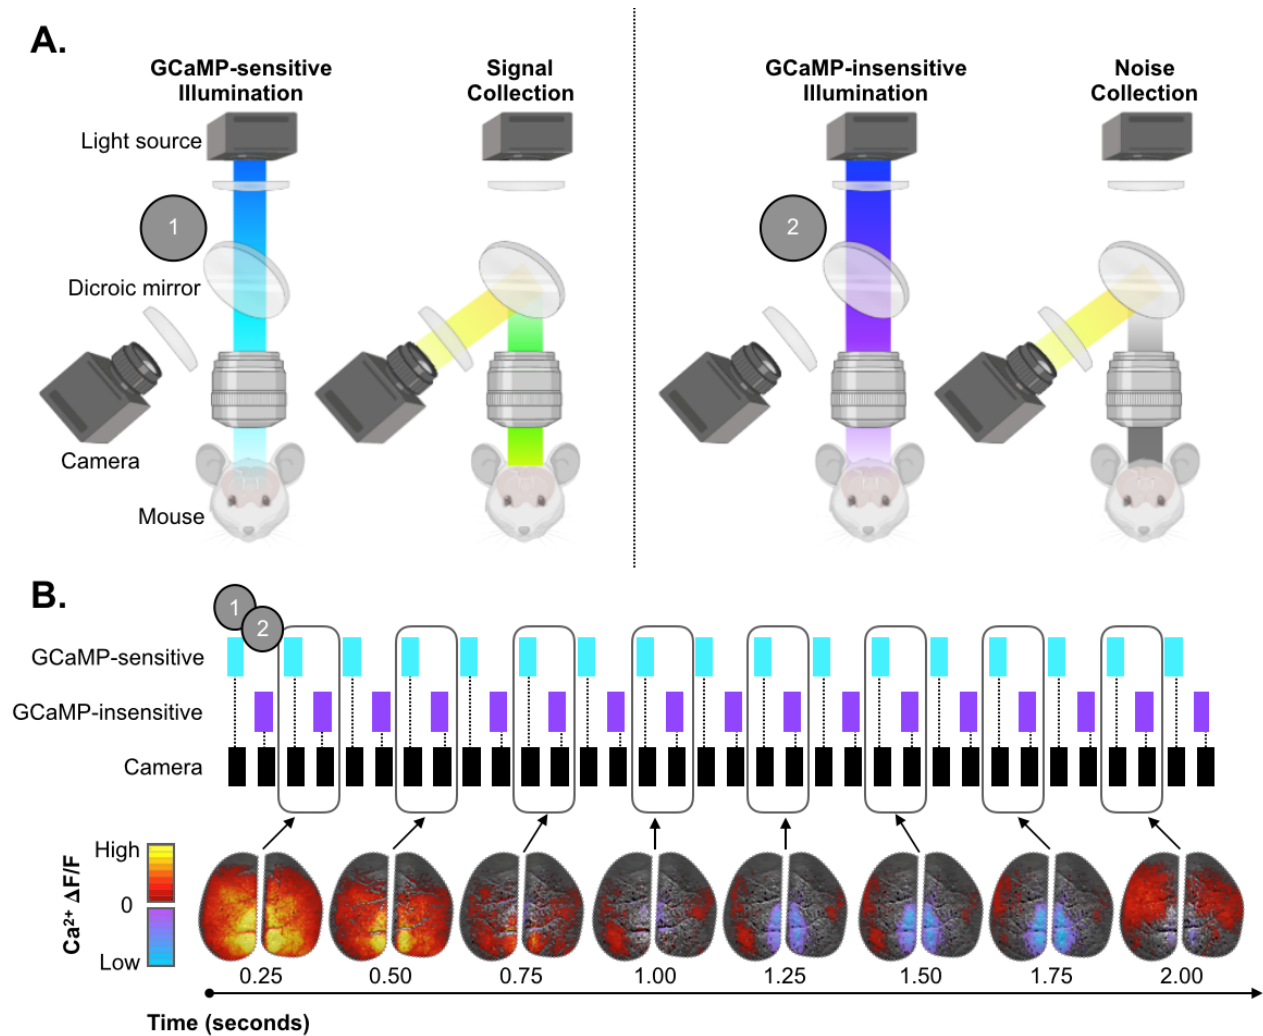 A.
GCaMP-sensitive
Illumination
Signal
Collection
GCaMP-insensitive
Illumination
Noise
Collection
Light source
1
2
Dicroic mirror
Camera
Mouse
B.
1
2
GCaMP-sensitive
GCaMP-insensitive
Camera
Ca²⁺ ΔF/F
High
0
Low
0.25 0.50 0.75 1.00 1.25 1.50 1.75 2.00
Time (seconds)